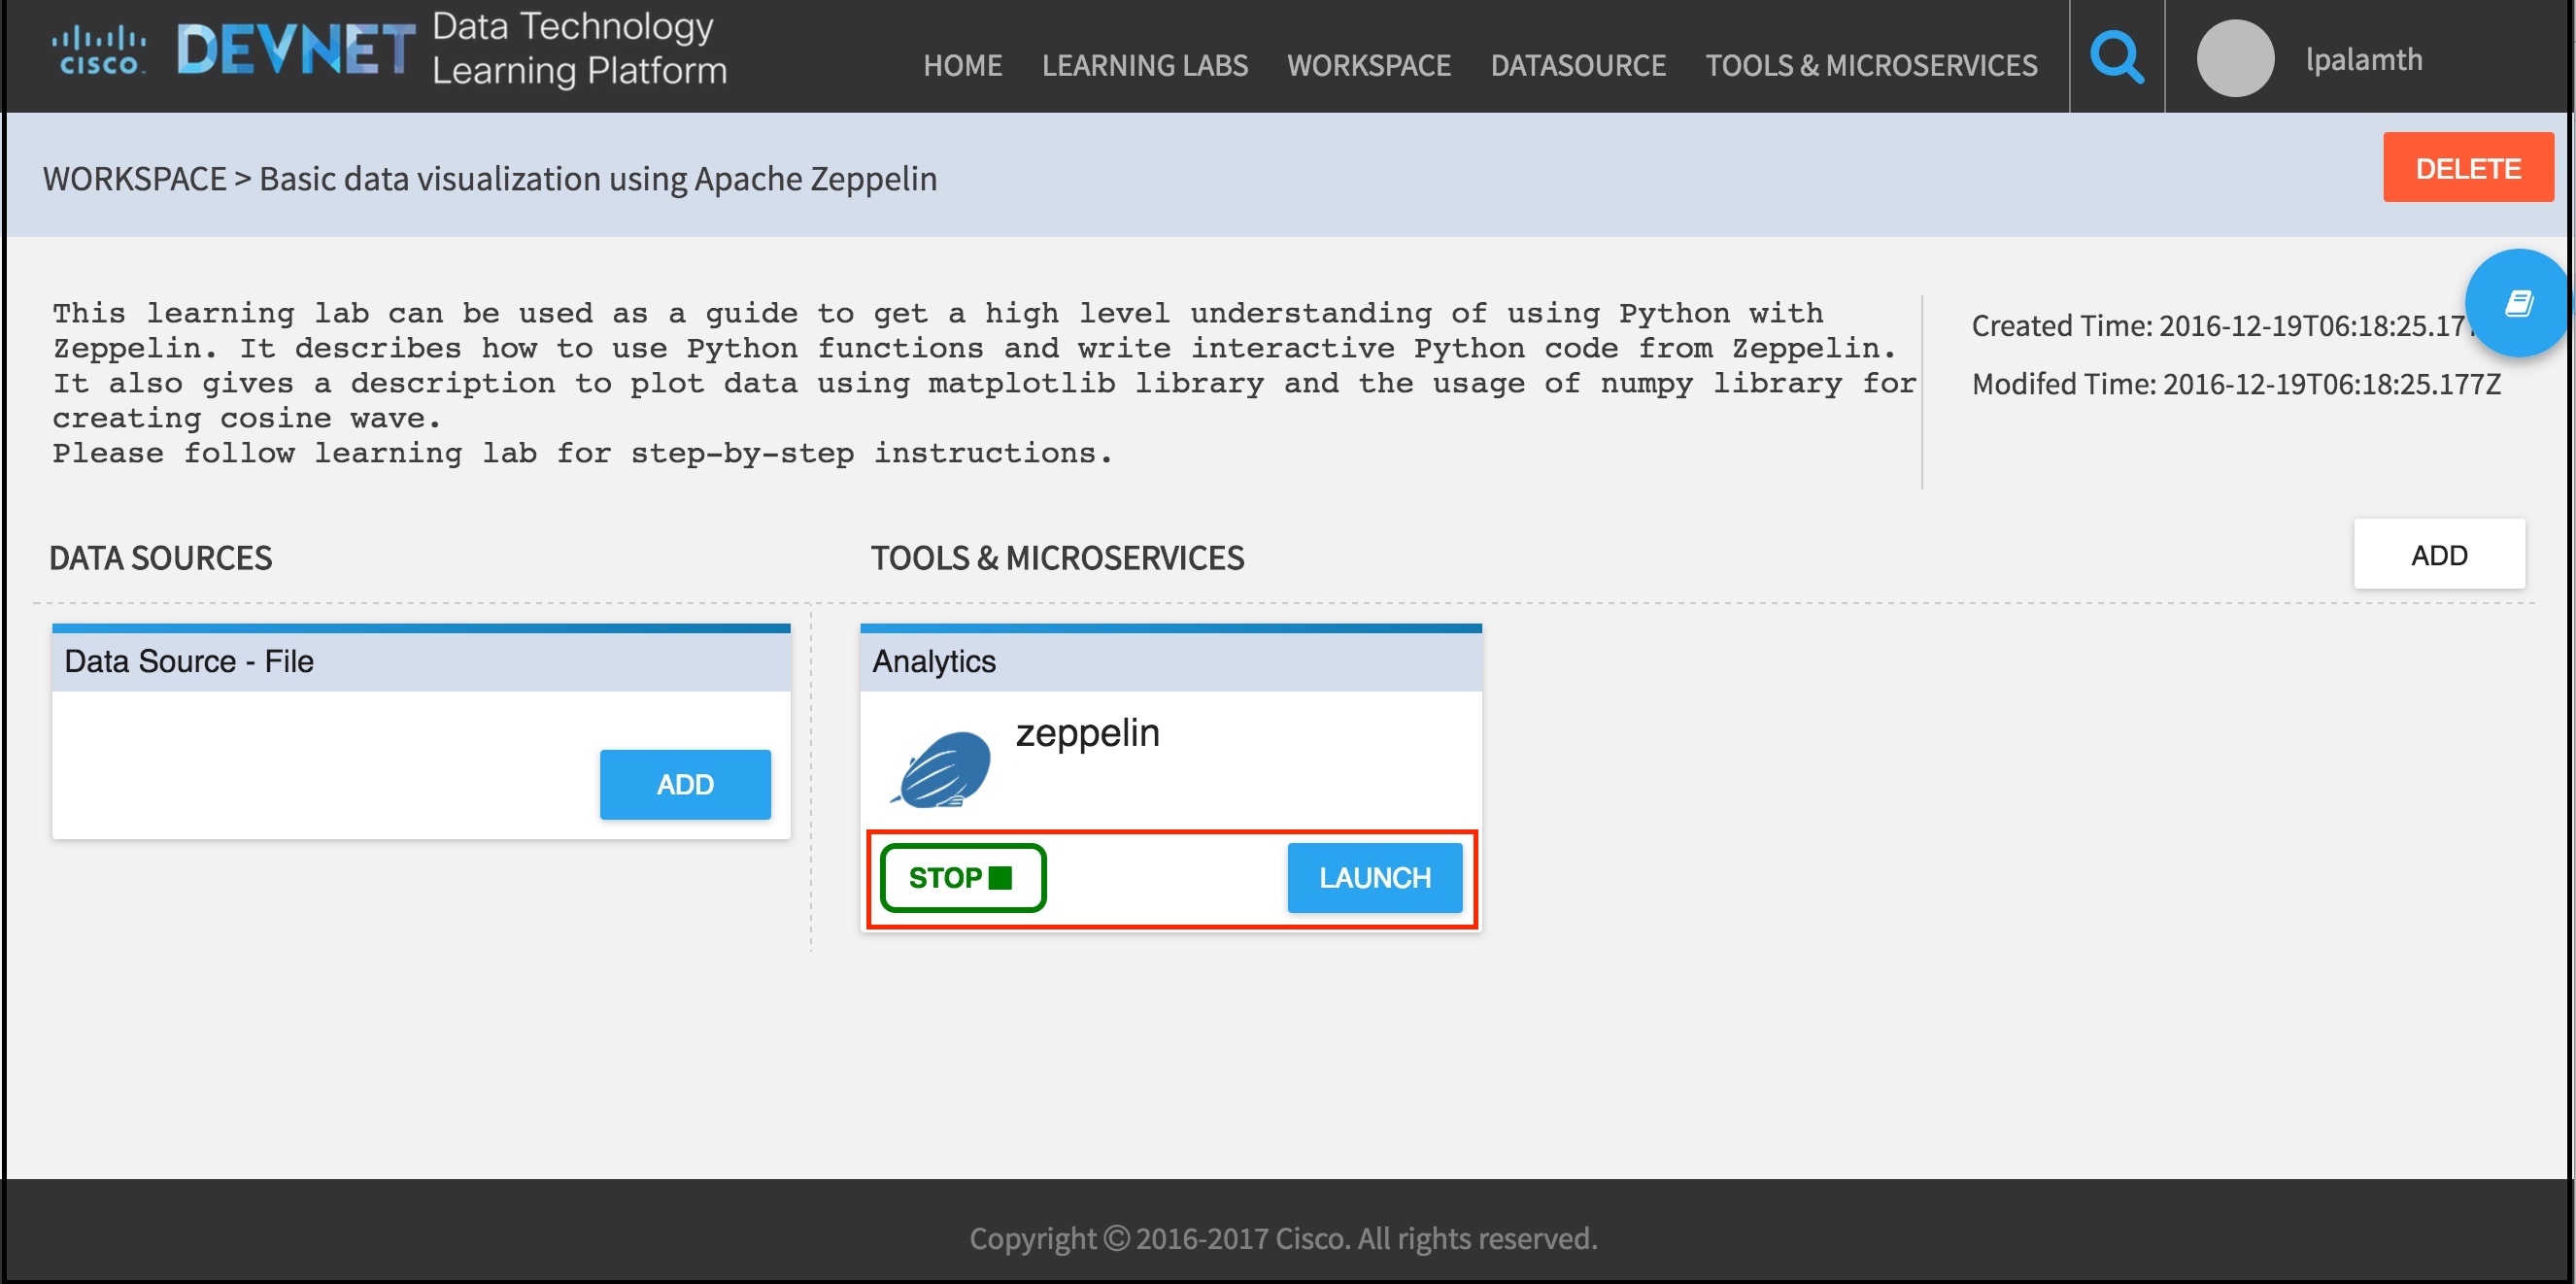 CISCO
DEVNET
Data Technology
Learning Platform
HOME
LEARNING LABS
WORKSPACE
DATASOURCE
TOOLS & MICROSERVICES
lpalamth
WORKSPACE > Basic data visualization using Apache Zeppelin
DELETE
This learning lab can be used as a guide to get a high level understanding of using Python with
Zeppelin. It describes how to use Python functions and write interactive Python code from Zeppelin.
It also gives a description to plot data using matplotlib library and the usage of numpy library for
creating cosine wave.
Please follow learning lab for step-by-step instructions.
Created Time: 2016-12-19T06:18:25.17
Modifed Time: 2016-12-19T06:18:25.177Z
DATA SOURCES
TOOLS & MICROSERVICES
ADD
Data Source - File
ADD
Analytics
zeppelin
STOP
LAUNCH
Copyright © 2016-2017 Cisco. All rights reserved.